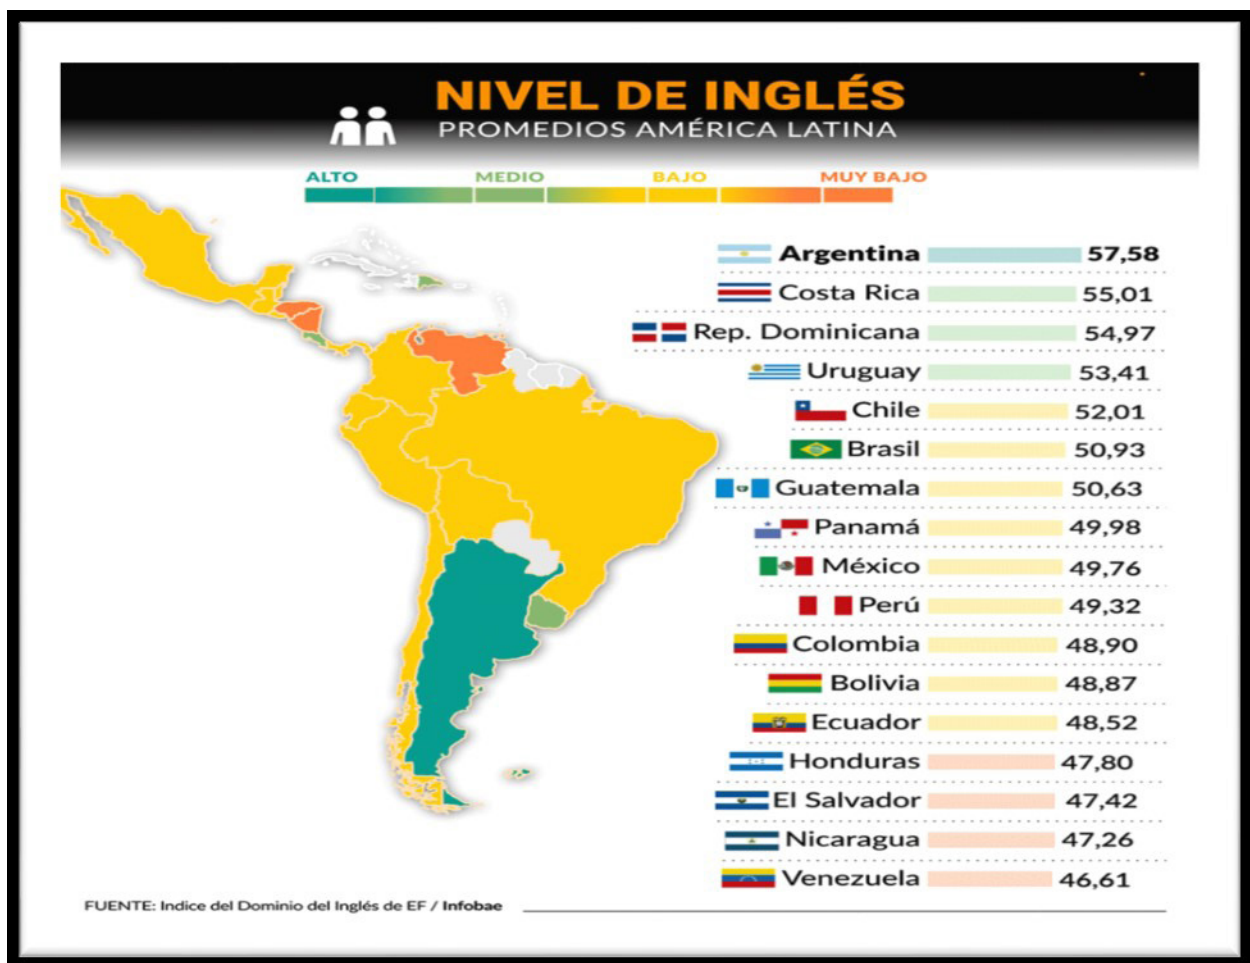 NIVEL DE INGLÉS
PROMEDIOS AMÉRICA LATINA
ALTO MEDIO BAJO MUY BAJO
Argentina 57,58
Costa Rica 55,01
Rep. Dominicana 54,97
Uruguay 53,41
Chile 52,01
Brasil 50,93
Guatemala 50,63
Panamá 49,98
México 49,76
Perú 49,32
Colombia 48,90
Bolivia 48,87
Ecuador 48,52
Honduras 47,80
El Salvador 47,42
Nicaragua 47,26
Venezuela 46,61
FUENTE: Indice del Dominio del Inglés de EF / Infobae